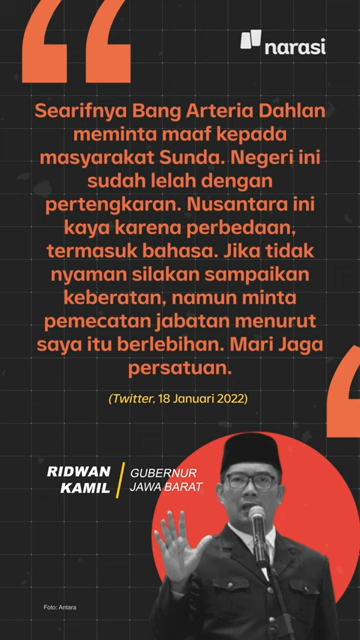 narasi
Searifnya Bang Arteria Dahlan
meminta maaf kepada
masyarakat Sunda. Negeri ini
sudah lelah dengan
pertengkaran. Nusantara ini
kaya karena perbedaan,
termasuk bahasa. Jika tidak
nyaman silakan sampaikan
keberatan, namun minta
pemecatan jabatan menurut
saya itu berlebihan. Mari Jaga
persatuan.
(Twitter, 18 Januari 2022)
RIDWAN
KAMIL
GUBERNUR
JAWA BARAT
Foto: Antara